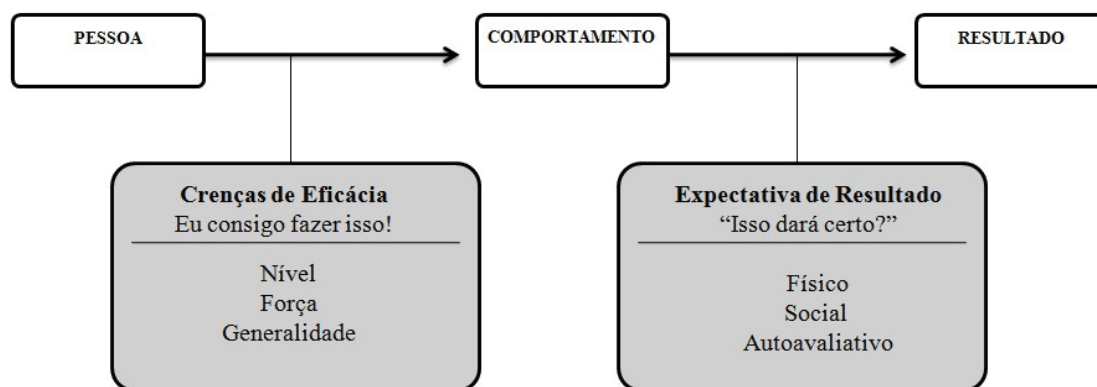 PESSOA
COMPORTAMENTO
RESULTADO
Crenças de Eficácia
Eu consigo fazer isso!
Nível
Força
Generalidade
Expectativa de Resultado
“Isso dará certo?”
Físico
Social
Autoavaliativo